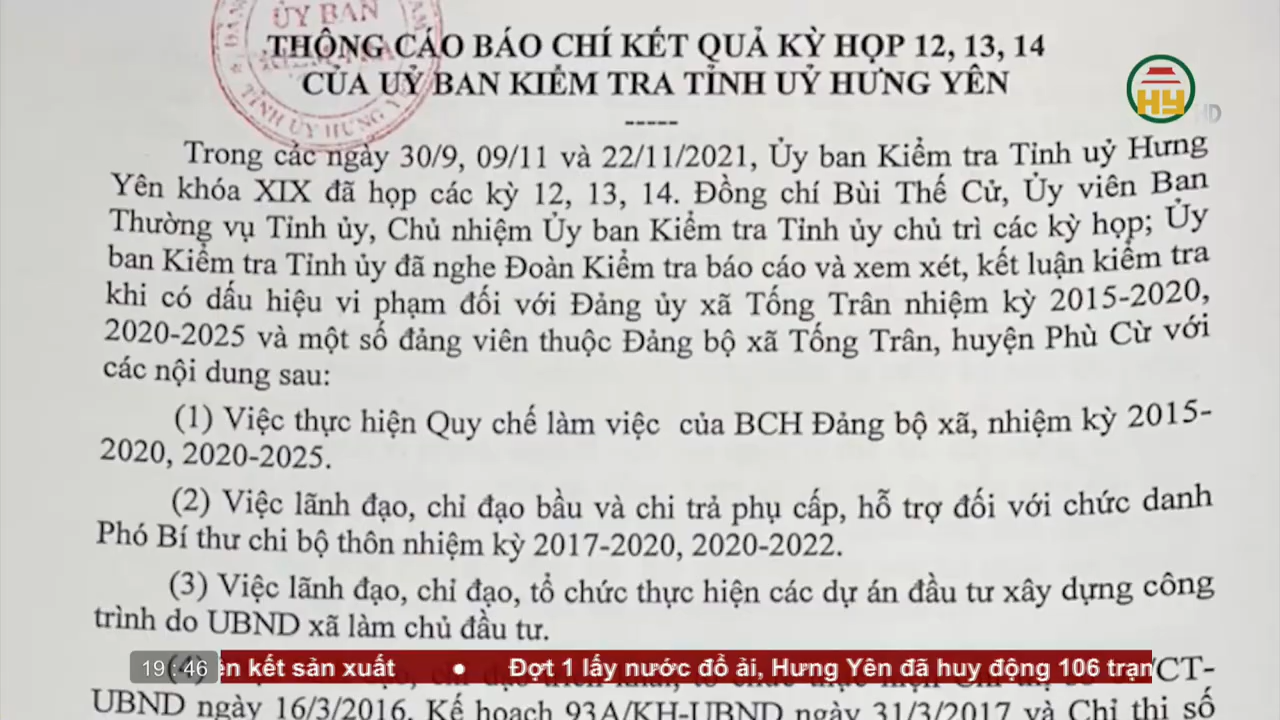 ỦY BAN
TỈNH ỦY HƯNG YÊN
THÔNG CÁO BÁO CHÍ KẾT QUẢ KỲ HỌP 12, 13, 14
CỦA UỶ BAN KIỂM TRA TỈNH UỶ HƯNG YÊN
-----
HY HD
Trong các ngày 30/9, 09/11 và 22/11/2021, Ủy ban Kiểm tra Tỉnh uỷ Hưng
Yên khóa XIX đã họp các kỳ 12, 13, 14. Đồng chí Bùi Thế Cử, Ủy viên Ban
Thường vụ Tỉnh ủy, Chủ nhiệm Ủy ban Kiểm tra Tỉnh ủy chủ trì các kỳ họp; Ủy
ban Kiểm tra Tỉnh ủy đã nghe Đoàn Kiểm tra báo cáo và xem xét, kết luận kiểm tra
khi có dấu hiệu vi phạm đối với Đảng ủy xã Tống Trân nhiệm kỳ 2015-2020,
2020-2025 và một số đảng viên thuộc Đảng bộ xã Tống Trân, huyện Phù Cừ với
các nội dung sau:
(1) Việc thực hiện Quy chế làm việc của BCH Đảng bộ xã, nhiệm kỳ 2015-
2020, 2020-2025.
(2) Việc lãnh đạo, chỉ đạo bầu và chi trả phụ cấp, hỗ trợ đối với chức danh
Phó Bí thư chi bộ thôn nhiệm kỳ 2017-2020, 2020-2022.
(3) Việc lãnh đạo, chỉ đạo, tổ chức thực hiện các dự án đầu tư xây dựng công
trình do UBND xã làm chủ đầu tư.
19:46 ên kết sản xuất • Đợt 1 lấy nước đổ ải, Hưng Yên đã huy động 106 trạm
/CT-
UBND ngày 16/3/2016, Kế hoạch 93A/KH-UBND ngày 31/3/2017 và Chỉ thị số